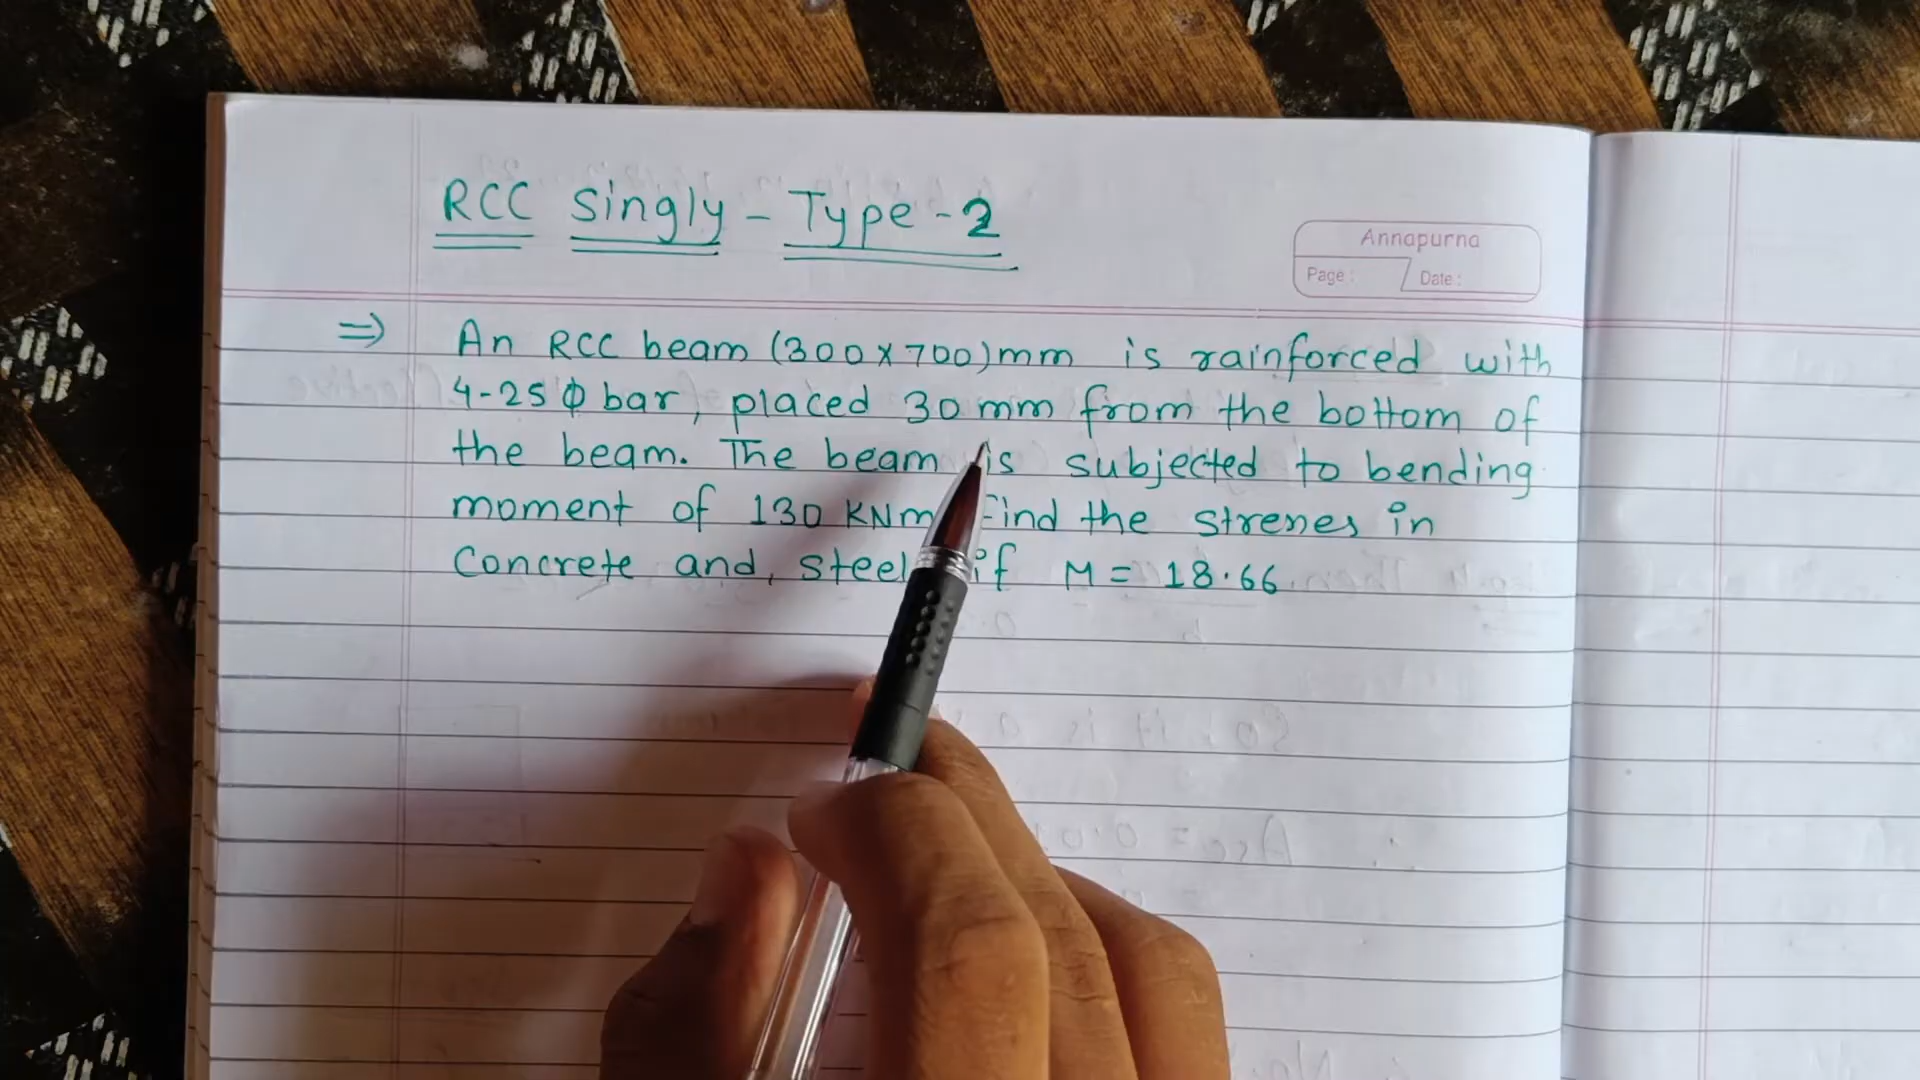 RCC Singly - Type - 2
Annapurna
Page : Date :
⇒ An RCC beam (300 x 700)mm is rainforced with
4-25 ϕ bar, placed 30 mm from the bottom of
the beam. The beam is subjected to bending
moment of 130 KNm find the stresses in
Concrete and, steel if M = 18.66